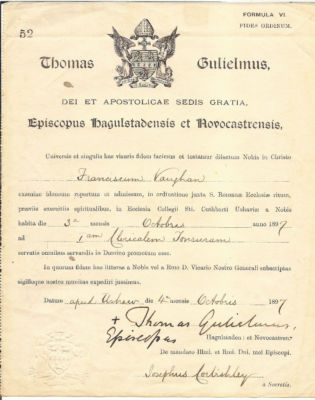 FORMULA VI.
FIDES ORDINUM.
52
Thomas Gulielmus,
DEI ET APOSTOLICAE SEDIS GRATIA,
Episcopus Hagulstadensis et Novocastrensis,
Universis et singulis has visuris fidem facimus et testamur dilectum Nobis in Christo
Franciscum Vaughan
examine idoneum repertum et admissum, in ordinationibus juxta S. Romanae Ecclesiae ritum,
praeviis exercitiis spiritualibus, in Ecclesia Collegii Sti. Cuthberti Ushaviae a Nobis
habita die 3a mensis Octobris anno 1897
ad 1am Clericalem Tonsuram
servatis omnibus servandis in Domino promotum esse.
In quorum fidem has litteras a Nobis vel a Rmo D. Vicario Nostro Generali subscriptas
sigilloque nostro munitas expediri jussimus.
Datum apud Ushaw die 4a mensis Octobris 1897
+ Thomas Gulielmus,
Episcopus Hagulstaden: et Novocastren:
De mandato Illmi. et Rmi. Dni. mei Episcopi.
Josephus
a Secretis.